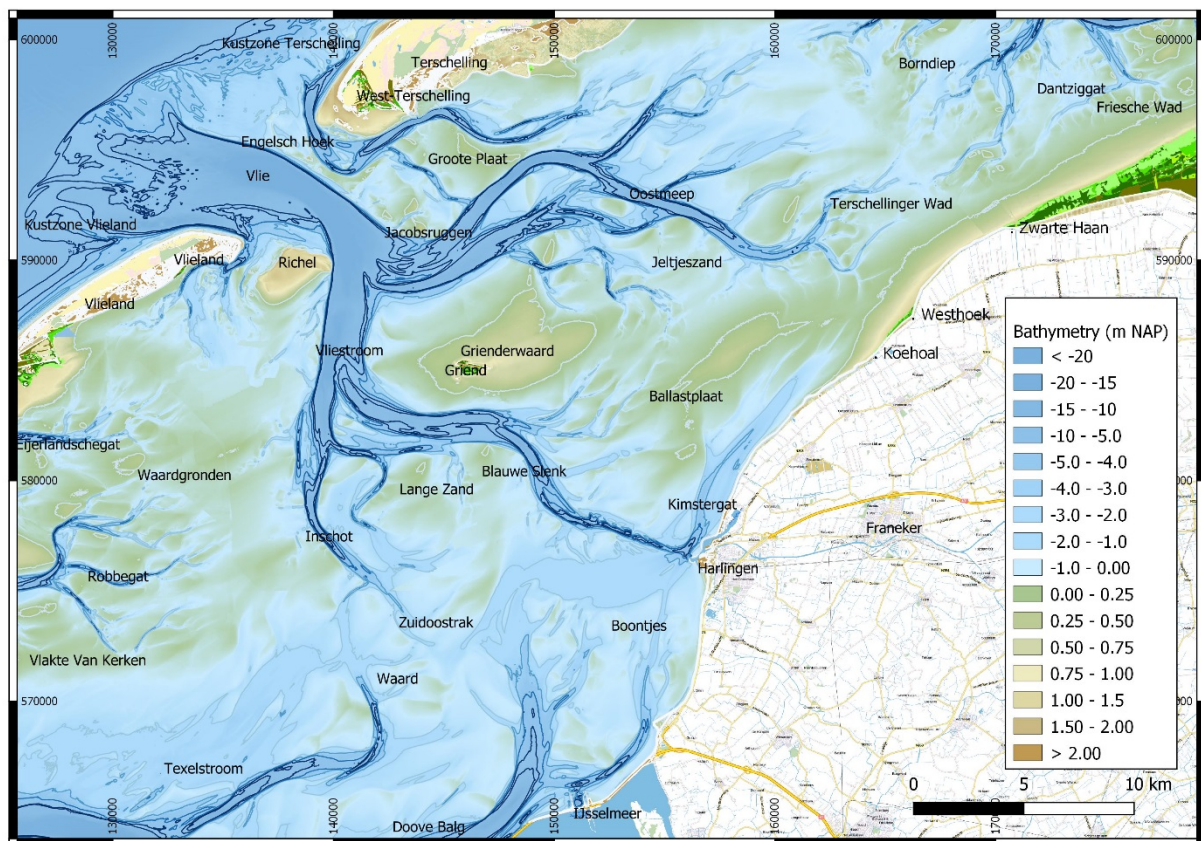 600000
130000
Kustzone Terschelling
140000
150000
160000
170000
600000
Terschelling
Borndiep
West-Terschelling
Dantziggat
Friesche Wad
Engelsch Hoek
Groote Plaat
Vlie
Oostmeep
Terschellinger Wad
Kustzone Vlieland
Jacobsruggen
Zwarte Haan
590000
Vlieland
Richel
Jeltjeszand
590000
Vlieland
Westhoek
Vliestroom
Grienderwaard
Koehoal
Griend
Ballastplaat
Eijerlandschegat
580000
Waardgronden
Blauwe Slenk
Lange Zand
Kimstergat
Franeker
Inschot
Harlingen
Robbegat
Zuidoostrak
Boontjes
Vlakte Van Kerken
Waard
570000
Texelstroom
Doove Balg
IJsselmeer
130000
140000
150000
160000
Bathymetry (m NAP)
< -20
-20 - -15
-15 - -10
-10 - -5.0
-5.0 - -4.0
-4.0 - -3.0
-3.0 - -2.0
-2.0 - -1.0
-1.0 - 0.00
0.00 - 0.25
0.25 - 0.50
0.50 - 0.75
0.75 - 1.00
1.00 - 1.5
1.50 - 2.00
> 2.00
0 5 10 km